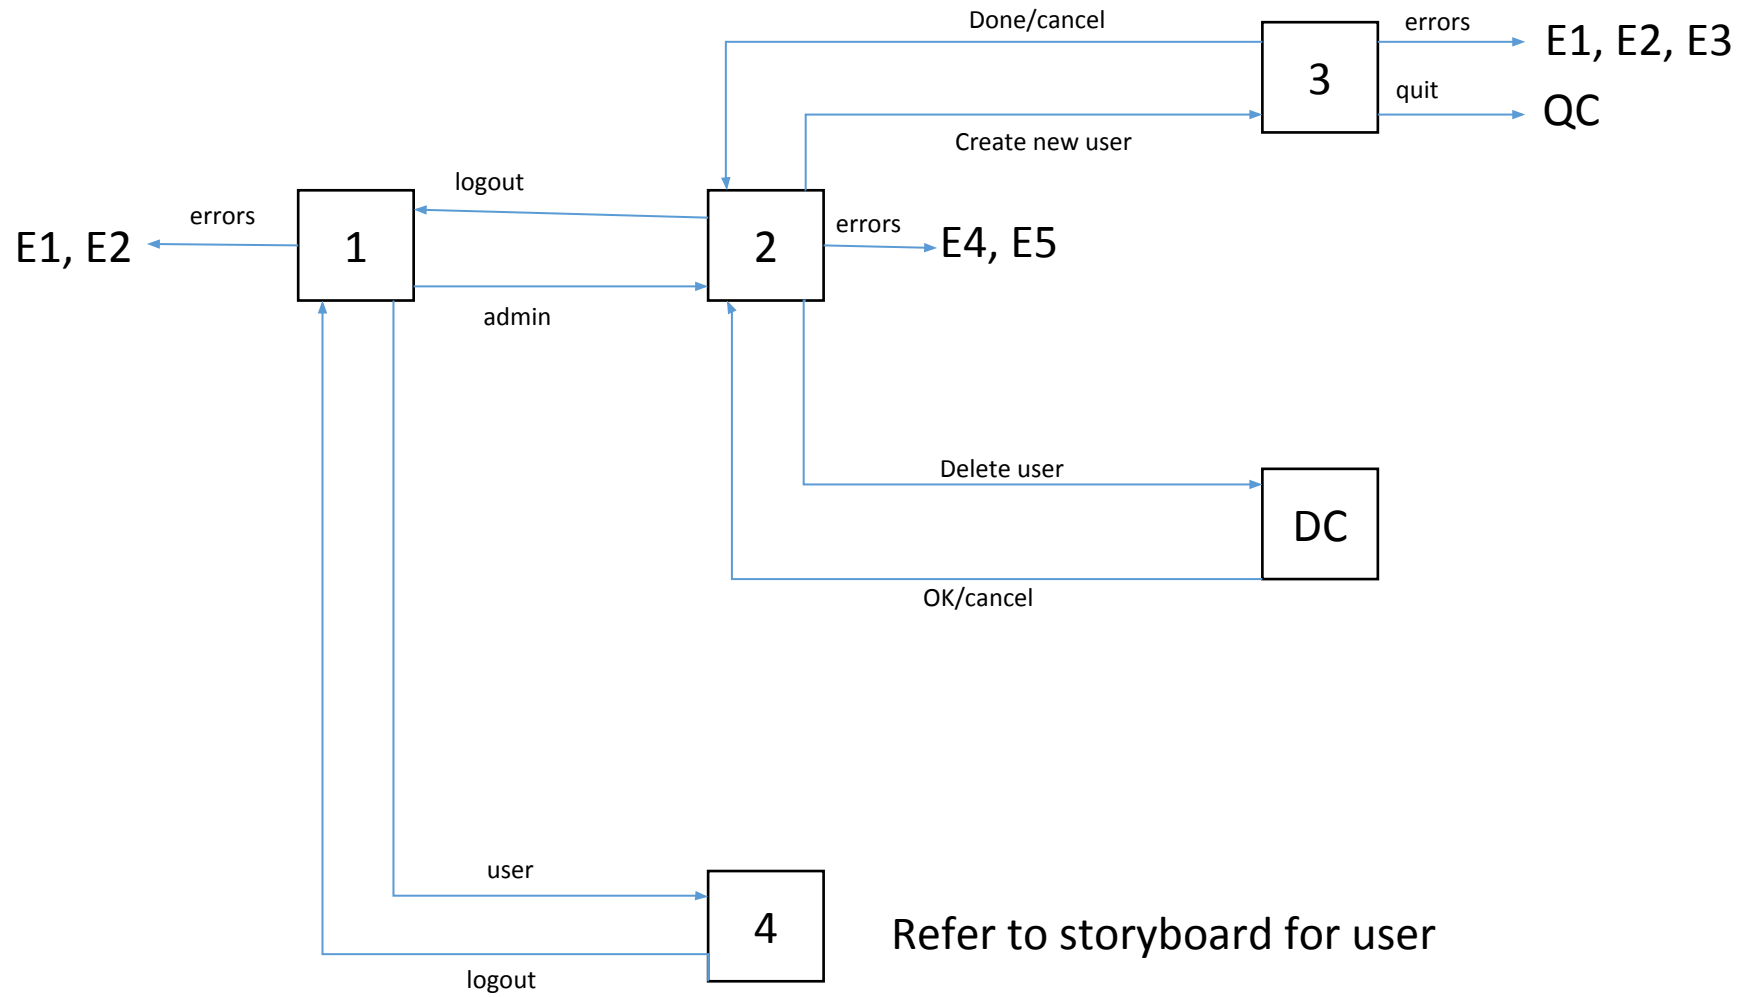 Done/cancel
errors
E1, E2, E3
3
quit
QC
Create new user
logout
errors
E1, E2
1
2
errors
E4, E5
admin
Delete user
DC
OK/cancel
user
4
Refer to storyboard for user
logout